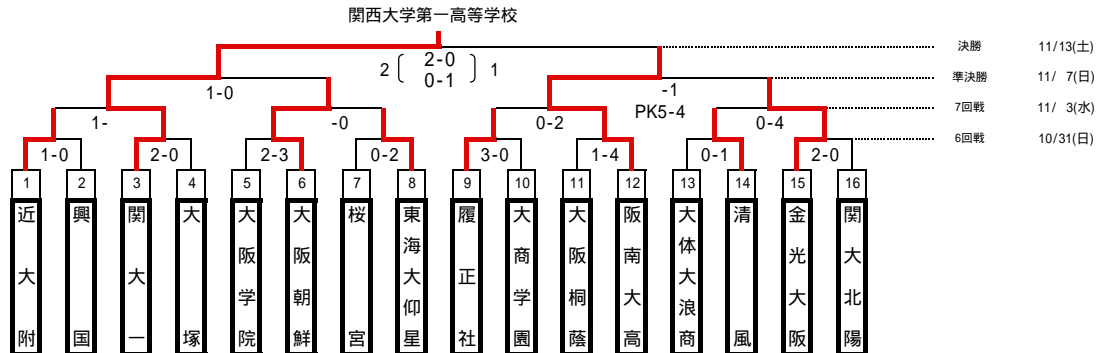 関西大学第一高等学校
決勝 11/13(土)
2 2-0 0-1 1
準決勝 11/ 7(日)
1-0 -1
7回戦 11/ 3(水)
1- -0 0-2 PK5-4 0-4
6回戦 10/31(日)
1-0 2-0 2-3 0-2 3-0 1-4 0-1 2-0
1 2 3 4 5 6 7 8 9 10 11 12 13 14 15 16
近大附
興国
関大一
大塚
大阪学院
大阪朝鮮
桜宮
東海大仰星
履正社
大商学園
大阪桐蔭
阪南大高
大体大浪商
清風
金光大阪
関大北陽